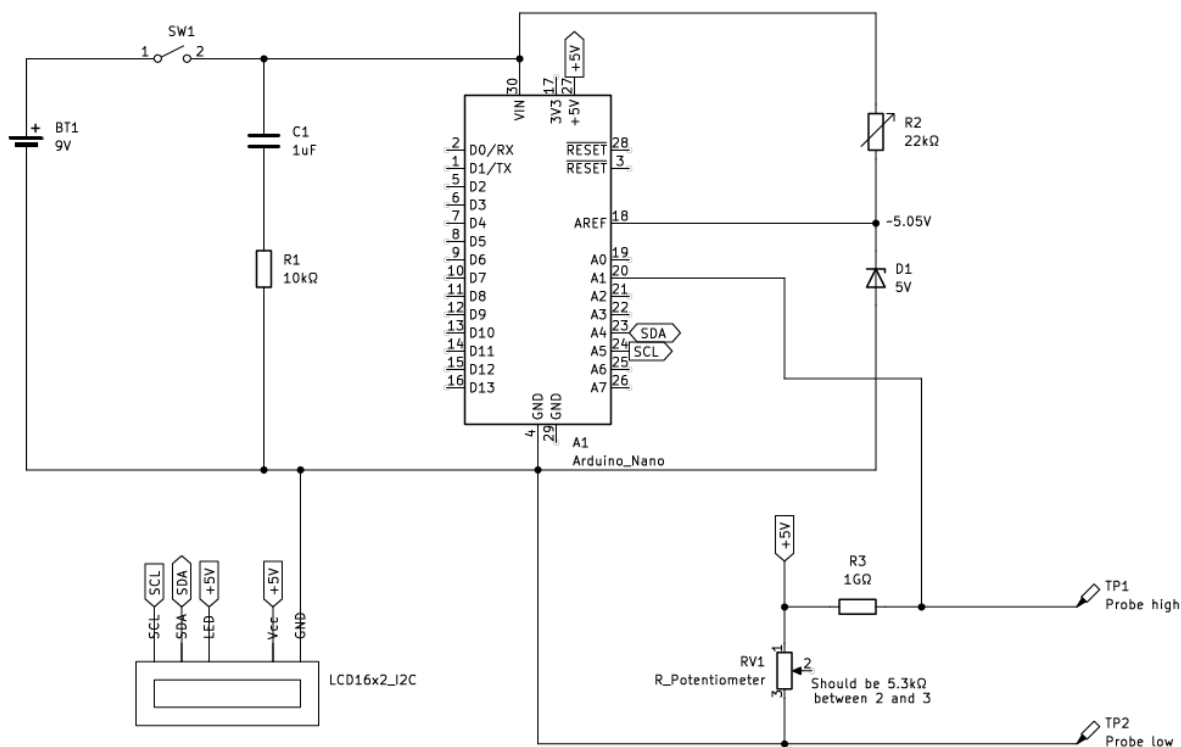 SW1
1 2
BT1
9V
+
C1
1uF
R1
10kΩ
30
VIN
17
3V3
27
+5V
+5V
2 D0/RX
1 D1/TX
5 D2
6 D3
7 D4
8 D5
9 D6
10 D7
11 D8
12 D9
13 D10
14 D11
15 D12
16 D13
RESET 28
RESET 3
AREF 18
A0 19
A1 20
A2 21
A3 22
A4 23 SDA
A5 24 SCL
A6 25
A7 26
GND
4
GND
29
A1
Arduino_Nano
R2
22kΩ
~5.05V
D1
5V
SCL
SDA
+5V
+5V
SCL
SDA
LED
Vcc
GND
LCD16x2_I2C
+5V
R3
1GΩ
TP1
Probe high
RV1
R_Potentiometer
1
2
3
Should be 5.3kΩ
between 2 and 3
TP2
Probe low